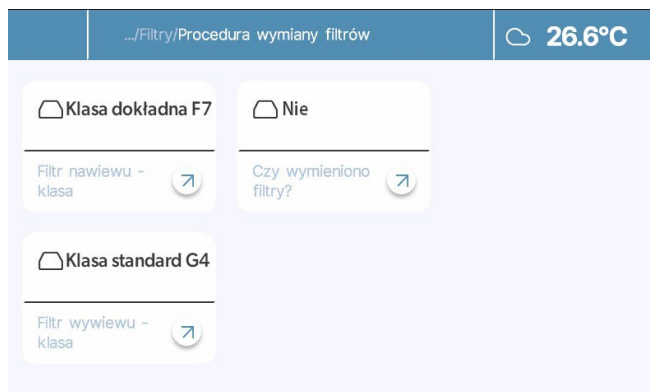 .../Filtry/Procedura wymiany filtrów
26.6°C
Klasa dokładna F7
Filtr nawiewu -
klasa
Nie
Czy wymieniono
filtry?
Klasa standard G4
Filtr wywiewu -
klasa